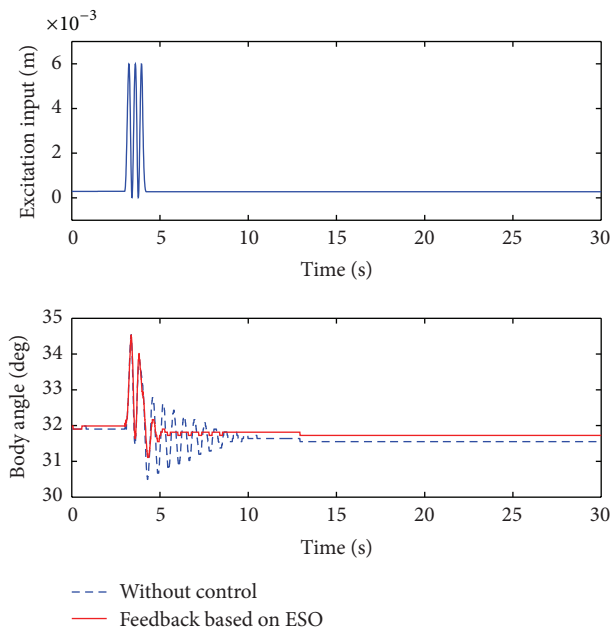 ×10−3
6
4
2
0
Excitation input (m)
0 5 10 15 20 25 30
Time (s)
35
34
33
32
31
30
Body angle (deg)
0 5 10 15 20 25 30
Time (s)
Without control
Feedback based on ESO